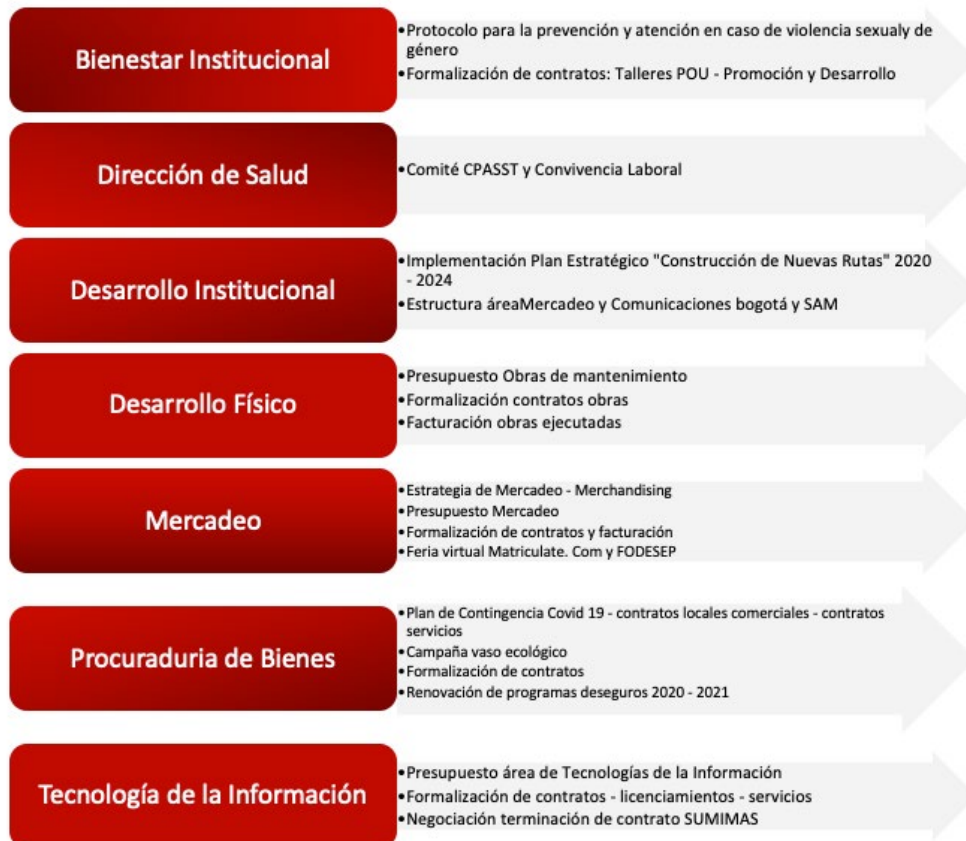 Bienestar Institucional
•Protocolo para la prevención y atención en caso de violencia sexualy de
género
•Formalización de contratos: Talleres POU - Promoción y Desarrollo
Dirección de Salud
•Comité CPASST y Convivencia Laboral
Desarrollo Institucional
•Implementación Plan Estratégico "Construcción de Nuevas Rutas" 2020
- 2024
•Estructura áreaMercadeo y Comunicaciones bogotá y SAM
Desarrollo Físico
•Presupuesto Obras de mantenimiento
•Formalización contratos obras
•Facturación obras ejecutadas
Mercadeo
•Estrategia de Mercadeo - Merchandising
•Presupuesto Mercadeo
•Formalización de contratos y facturación
•Feria virtual Matriculate. Com y FODESEP
Procuraduria de Bienes
•Plan de Contingencia Covid 19 - contratos locales comerciales - contratos
servicios
•Campaña vaso ecológico
•Formalización de contratos
•Renovación de programas deseguros 2020 - 2021
Tecnología de la Información
•Presupuesto área de Tecnologías de la Información
•Formalización de contratos - licenciamientos - servicios
•Negociación terminación de contrato SUMIMAS